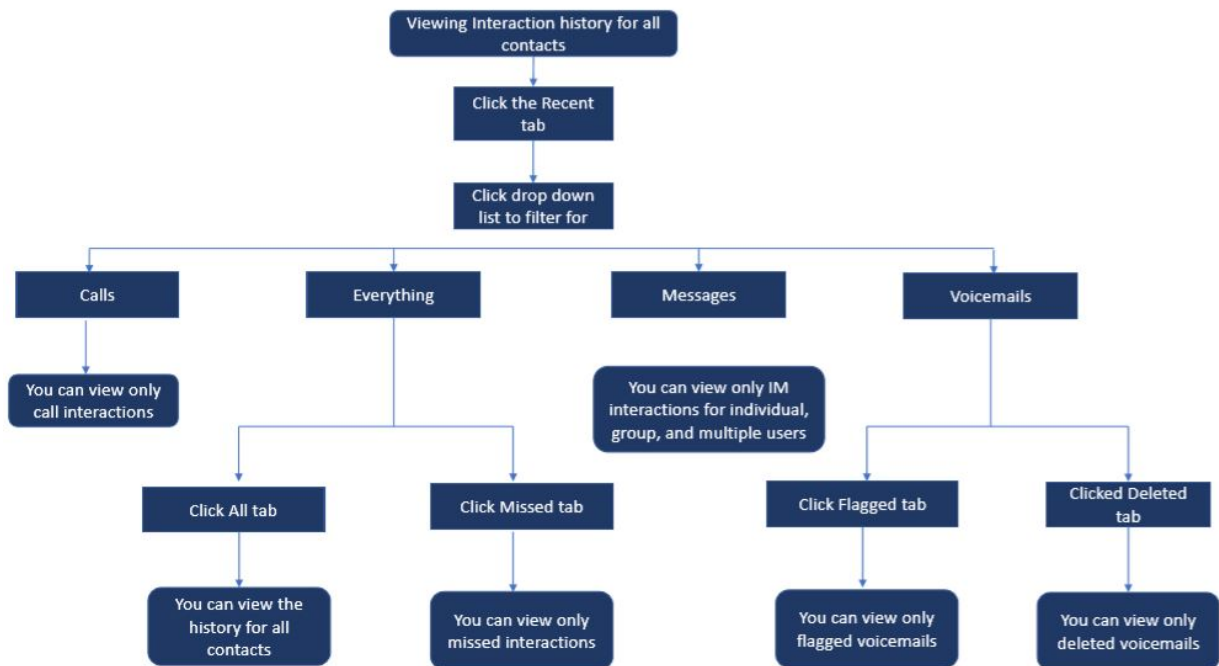 Viewing Interaction history for all
contacts
Click the Recent
tab
Click drop down
list to filter for
Calls
Everything
Messages
Voicemails
You can view only
call interactions
You can view only IM
interactions for individual,
group, and multiple users
Click All tab
Click Missed tab
Click Flagged tab
Clicked Deleted
tab
You can view the
history for all
contacts
You can view only
missed interactions
You can view only
flagged voicemails
You can view only
deleted voicemails